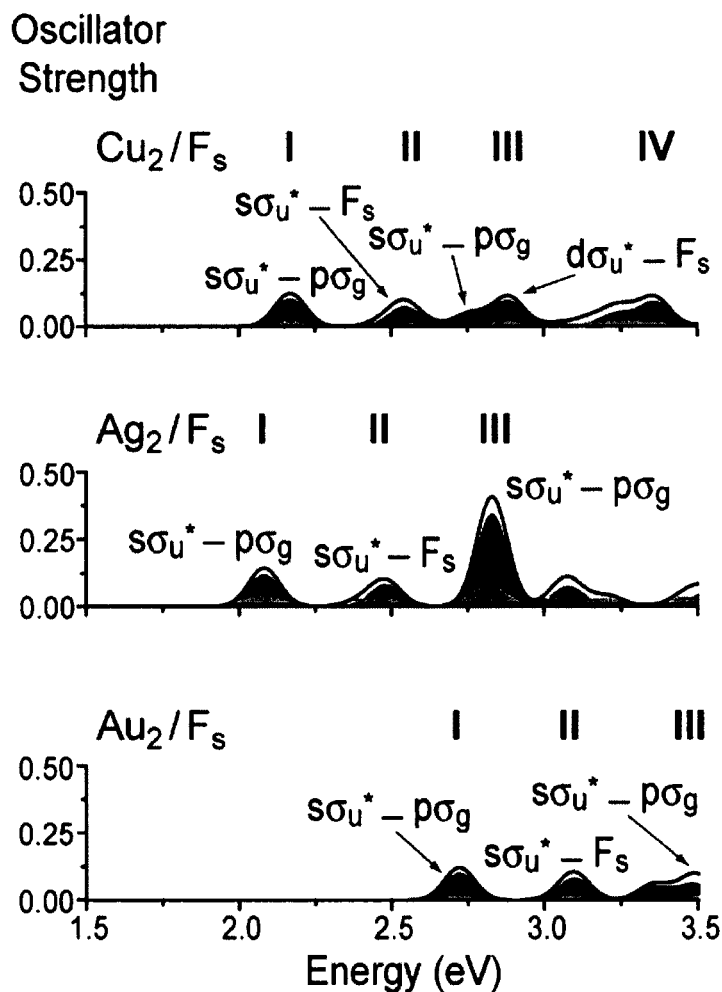 Oscillator
Strength
Cu₂/Fₛ I II III IV
0.50
0.25
0.00
sσᵤ* – pσg
sσᵤ* – Fₛ
sσᵤ* – pσg
dσᵤ* – Fₛ
Ag₂/Fₛ I II III
0.50
0.25
0.00
sσᵤ* – pσg
sσᵤ* – Fₛ
sσᵤ* – pσg
Au₂/Fₛ I II III
0.50
0.25
0.00
sσᵤ* – pσg
sσᵤ* – Fₛ
sσᵤ* – pσg
1.5 2.0 2.5 3.0 3.5
Energy (eV)